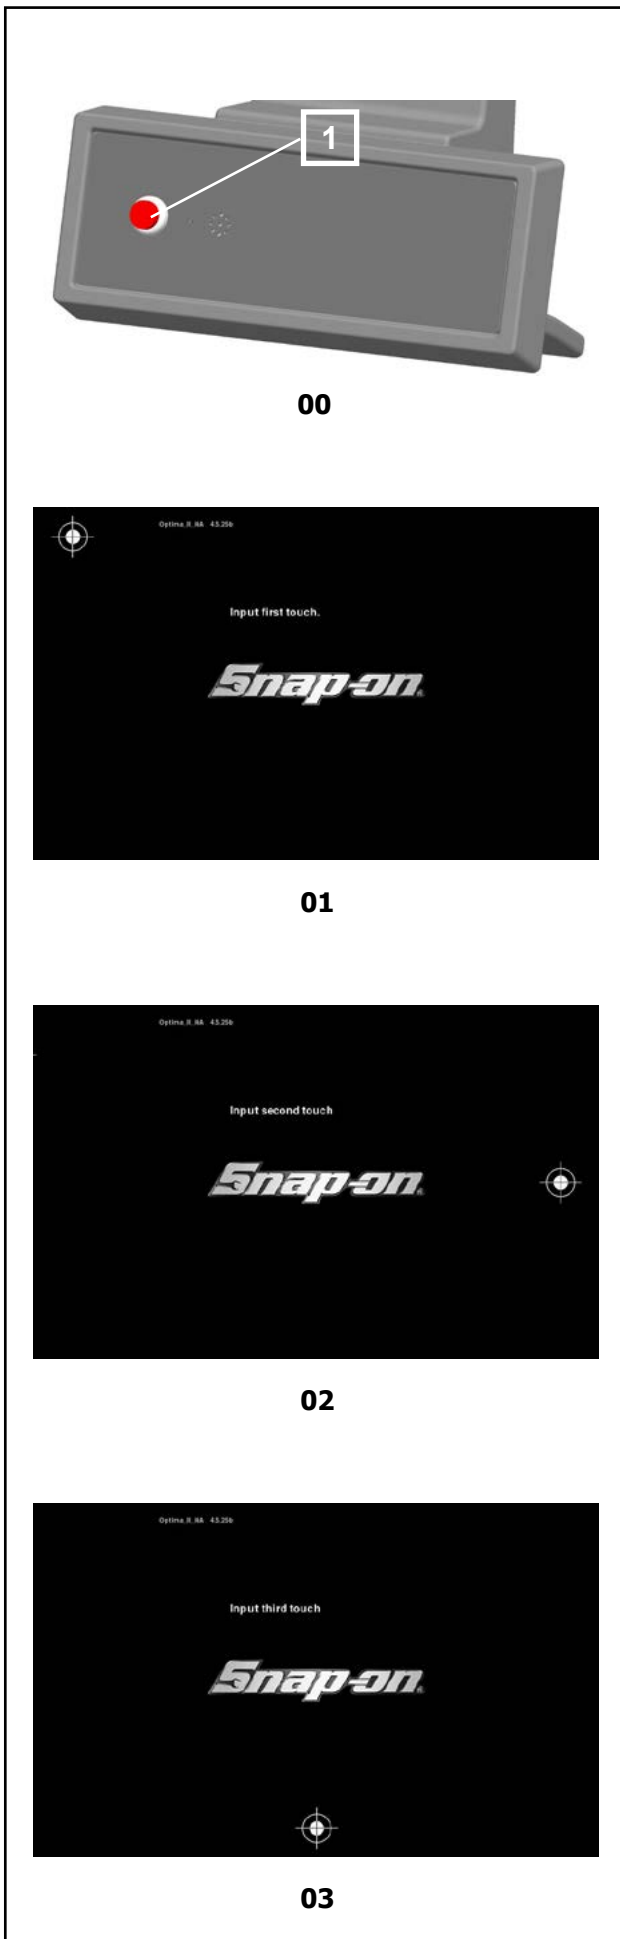 1
00
Optima_II_NA 4.5.25b
Input first touch.
Snap-on
01
Optima_II_NA 4.5.25b
Input second touch
Snap-on
02
Optima_II_NA 4.5.25b
Input third touch
Snap-on
03